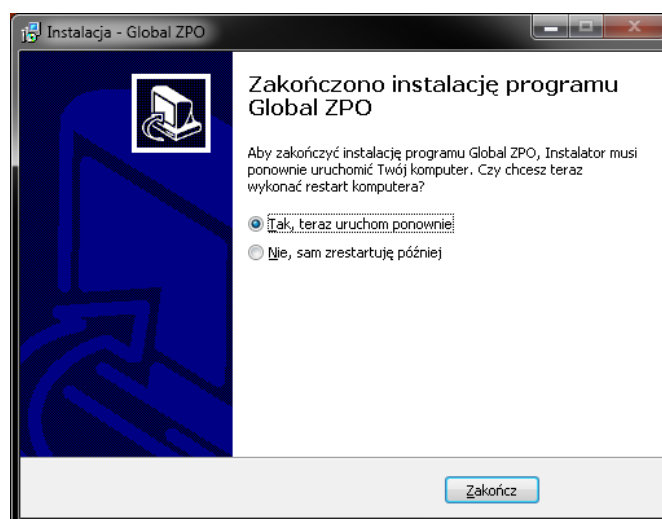 Instalacja - Global ZPO
Zakończono instalację programu
Global ZPO
Aby zakończyć instalację programu Global ZPO, Instalator musi
ponownie uruchomić Twój komputer. Czy chcesz teraz
wykonać restart komputera?
Tak, teraz uruchom ponownie
Nie, sam zrestartuję później
Zakończ